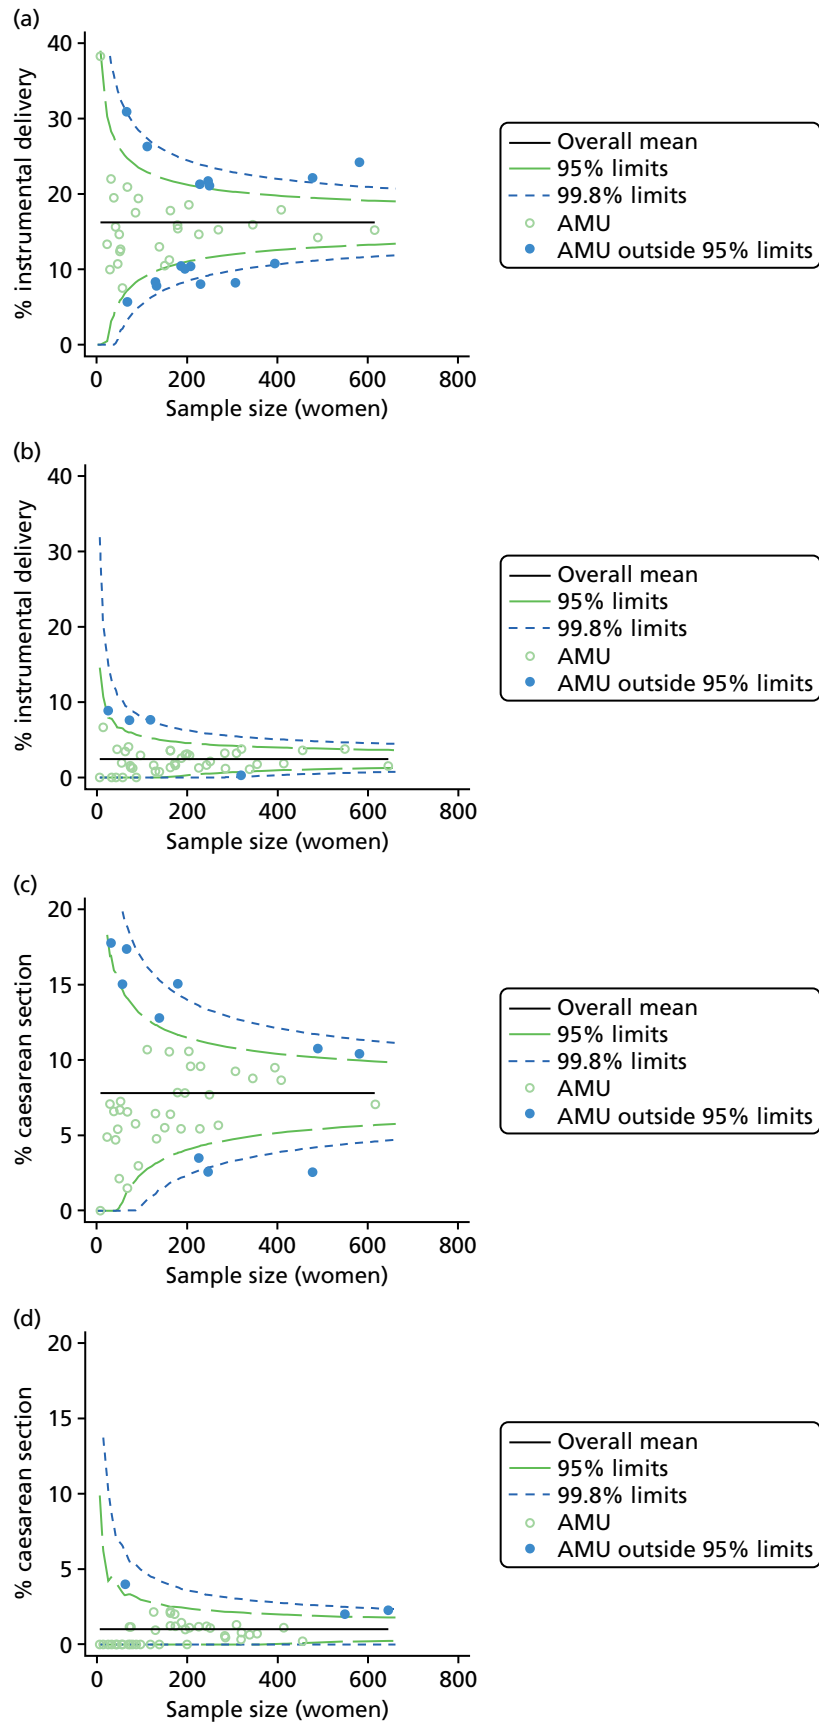 (a)
40
30
20
10
0
% instrumental delivery
0 200 400 600 800
Sample size (women)
Overall mean
95% limits
99.8% limits
AMU
AMU outside 95% limits
(b)
40
30
20
10
0
% instrumental delivery
0 200 400 600 800
Sample size (women)
Overall mean
95% limits
99.8% limits
AMU
AMU outside 95% limits
(c)
20
15
10
5
0
% caesarean section
0 200 400 600 800
Sample size (women)
Overall mean
95% limits
99.8% limits
AMU
AMU outside 95% limits
(d)
20
15
10
5
0
% caesarean section
0 200 400 600 800
Sample size (women)
Overall mean
95% limits
99.8% limits
AMU
AMU outside 95% limits